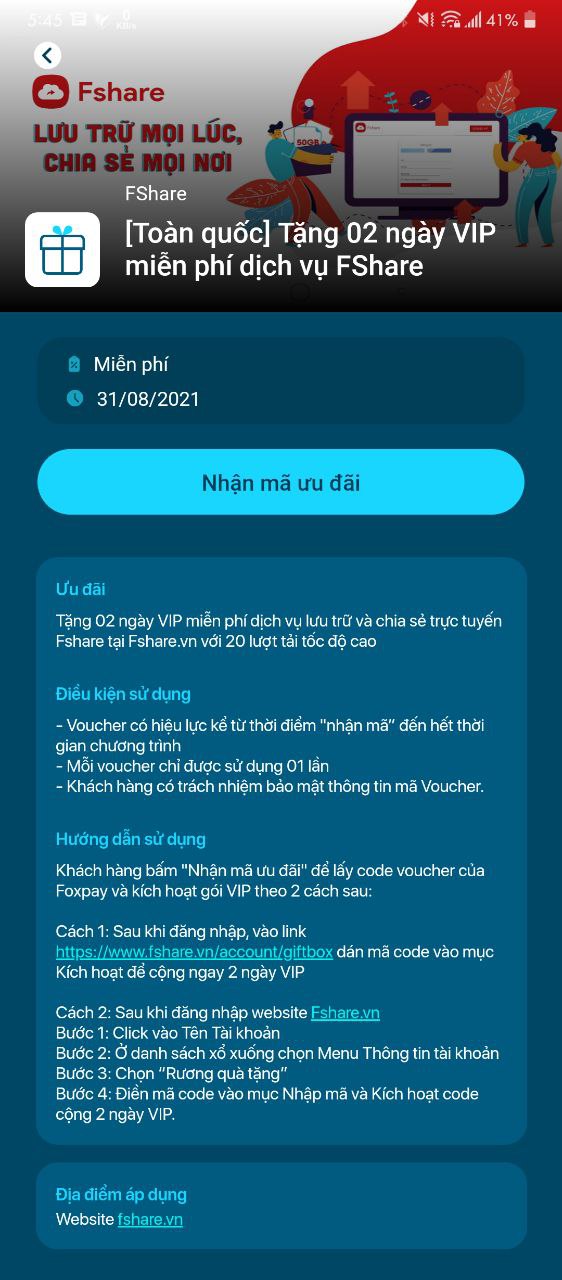 5:45
0
KB/s
41%
Fshare
LƯU TRỮ MỌI LÚC,
CHIA SẺ MỌI NƠI
50GB
Fshare
FShare
[Toàn quốc] Tặng 02 ngày VIP
miễn phí dịch vụ FShare
Miễn phí
31/08/2021
Nhận mã ưu đãi
Ưu đãi
Tặng 02 ngày VIP miễn phí dịch vụ lưu trữ và chia sẻ trực tuyến
Fshare tại Fshare.vn với 20 lượt tải tốc độ cao
Điều kiện sử dụng
- Voucher có hiệu lực kể từ thời điểm "nhận mã” đến hết thời
gian chương trình
- Mỗi voucher chỉ được sử dụng 01 lần
- Khách hàng có trách nhiệm bảo mật thông tin mã Voucher.
Hướng dẫn sử dụng
Khách hàng bấm "Nhận mã ưu đãi" để lấy code voucher của
Foxpay và kích hoạt gói VIP theo 2 cách sau:
Cách 1: Sau khi đăng nhập, vào link
https://www.fshare.vn/account/giftbox dán mã code vào mục
Kích hoạt để cộng ngay 2 ngày VIP
Cách 2: Sau khi đăng nhập website Fshare.vn
Bước 1: Click vào Tên Tài khoản
Bước 2: Ở danh sách xổ xuống chọn Menu Thông tin tài khoản
Bước 3: Chọn “Rương quà tặng”
Bước 4: Điền mã code vào mục Nhập mã và Kích hoạt code
cộng 2 ngày VIP.
Địa điểm áp dụng
Website fshare.vn